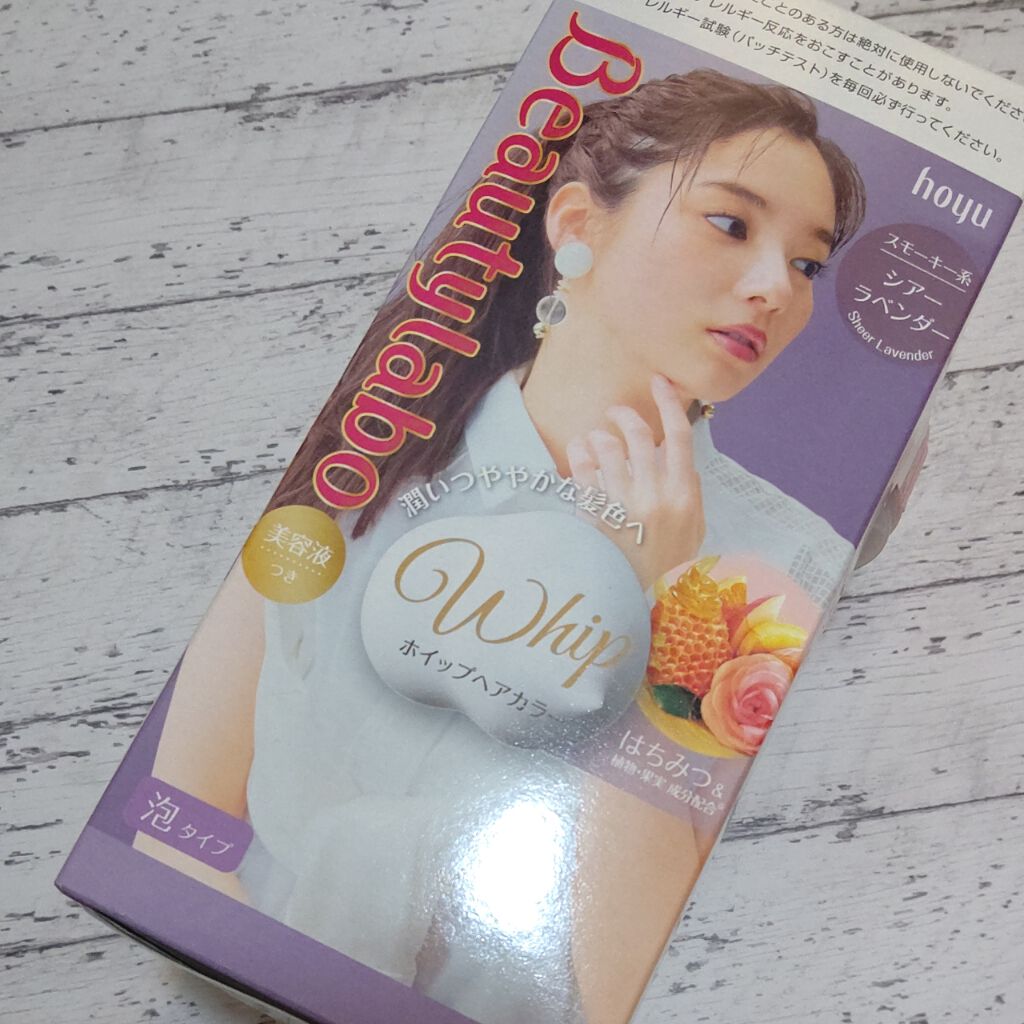 ことのある方は絶対に使用しないでください
レルギー反応をおこすことがあります。
レルギー試験(パッチテスト)を毎回必ず行ってください。
hoyu
スモーキー系
シアー
ラベンダー
Sheer Lavender
Beautylabo
潤いつややかな髪色へ
美容液
つき
Whip
ホイップヘアカラー
はちみつ&
植物・果実 成分配合※
泡タイプ